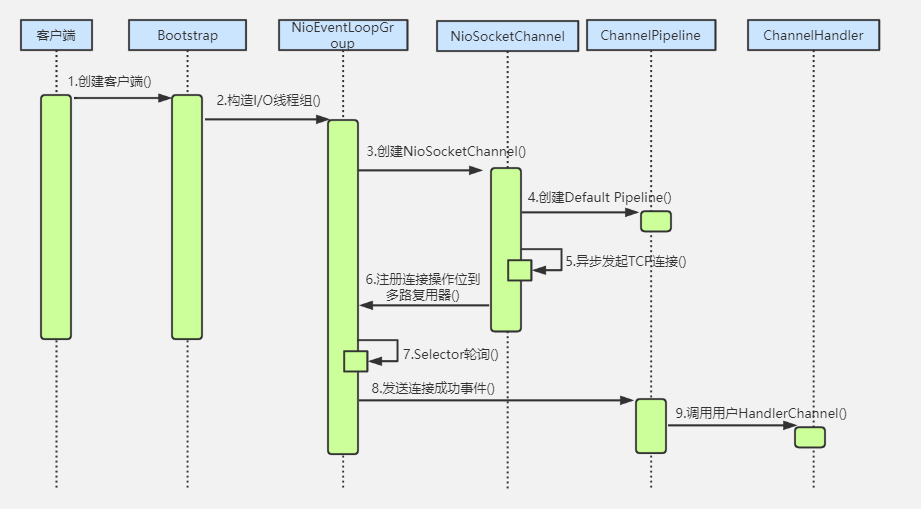 客户端
Bootstrap
NioEventLoopGr
oup
NioSocketChannel
ChannelPipeline
ChannelHandler
1.创建客户端()
2.构造I/O线程组()
3.创建NioSocketChannel()
4.创建Default Pipeline()
5.异步发起TCP连接()
6.注册连接操作位到
多路复用器()
7.Selector轮询()
8.发送连接成功事件()
9.调用用户HandlerChannel()